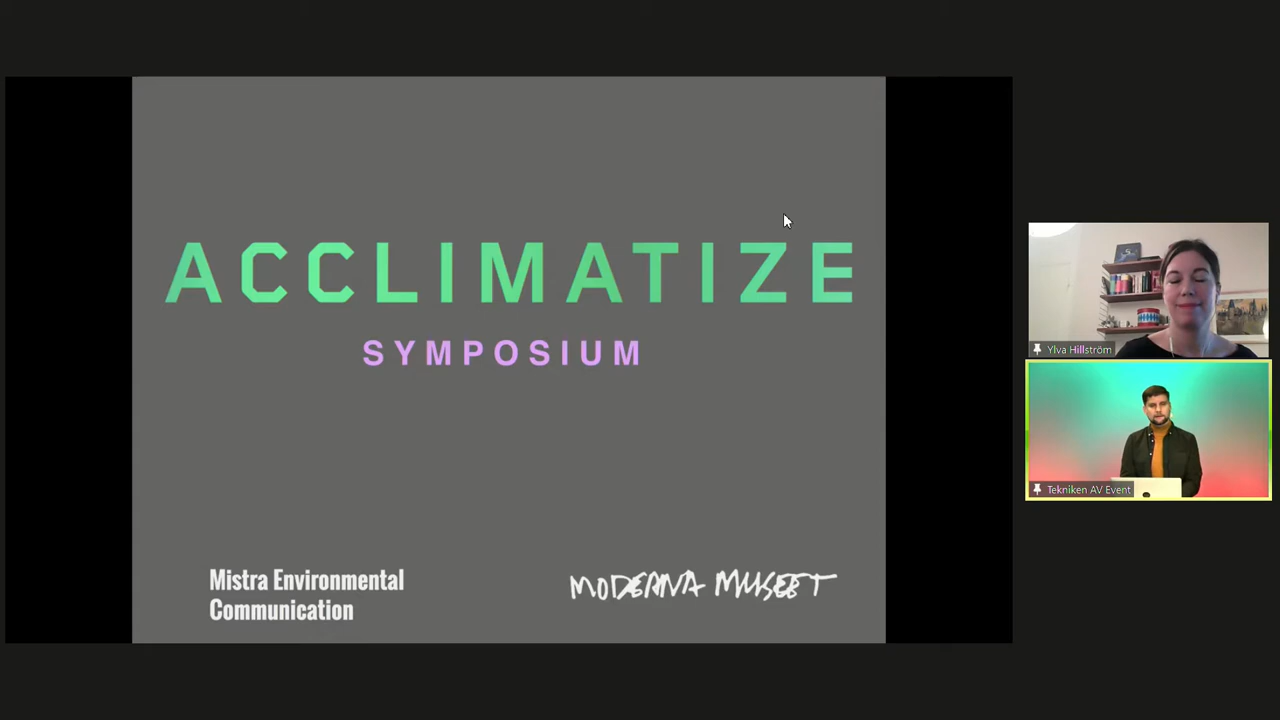 ACCLIMATIZE
SYMPOSIUM
Mistra Environmental
Communication
MODERNA MUSEET
Ylva Hillström
Tekniken AV Event